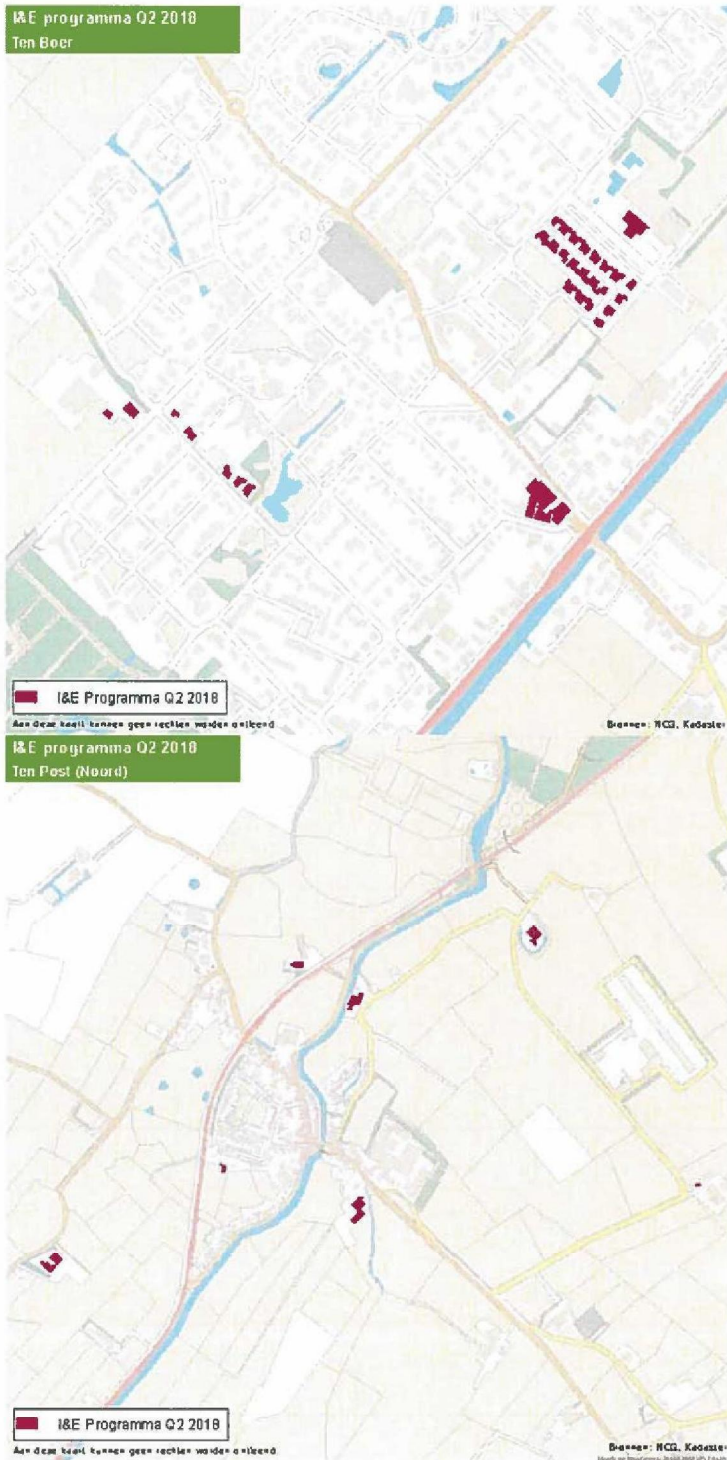 I&E programma Q2 2018
Ten Boer
I&E Programma Q2 2018
Aan deze kaart kunnen geen rechten worden ontleend
Bronnen: NCG, Kadaster
I&E programma Q2 2018
Ten Post (Noord)
I&E Programma Q2 2018
Aan deze kaart kunnen geen rechten worden ontleend
Bronnen: NCG, Kadaster